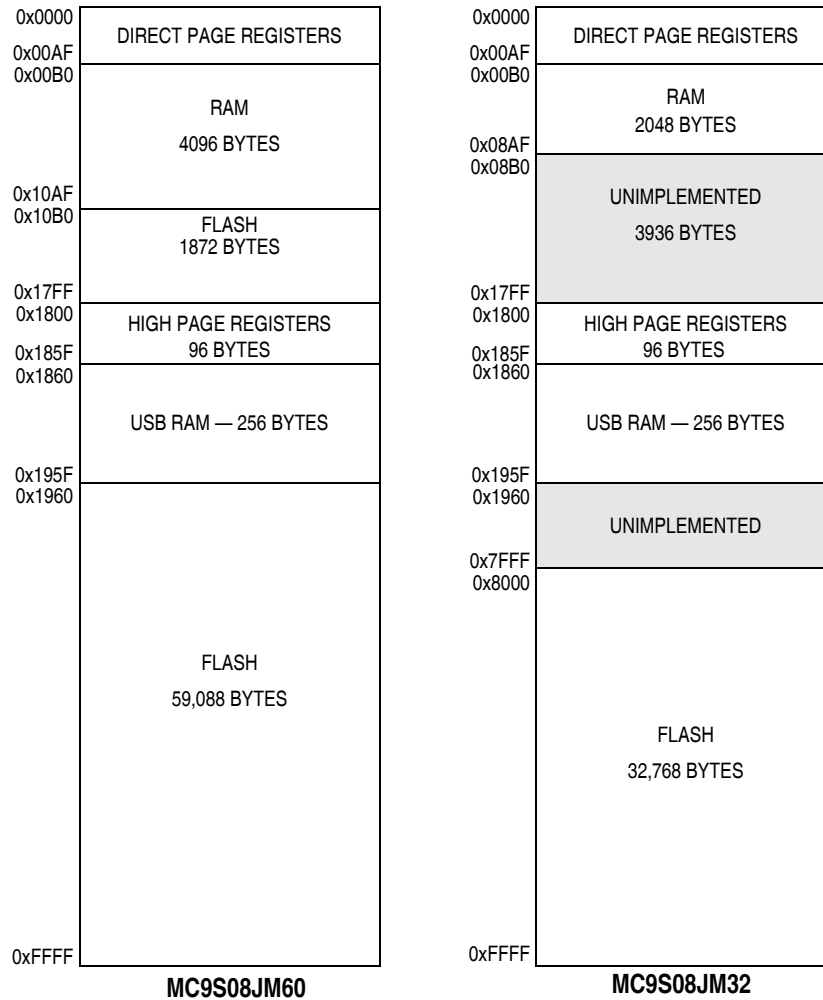 0x0000
DIRECT PAGE REGISTERS
0x00AF
0x00B0
RAM
4096 BYTES
0x10AF
0x10B0
FLASH
1872 BYTES
0x17FF
0x1800
HIGH PAGE REGISTERS
96 BYTES
0x185F
0x1860
USB RAM — 256 BYTES
0x195F
0x1960
FLASH
59,088 BYTES
0xFFFF
MC9S08JM60
0x0000
DIRECT PAGE REGISTERS
0x00AF
0x00B0
RAM
2048 BYTES
0x08AF
0x08B0
UNIMPLEMENTED
3936 BYTES
0x17FF
0x1800
HIGH PAGE REGISTERS
96 BYTES
0x185F
0x1860
USB RAM — 256 BYTES
0x195F
0x1960
UNIMPLEMENTED
0x7FFF
0x8000
FLASH
32,768 BYTES
0xFFFF
MC9S08JM32